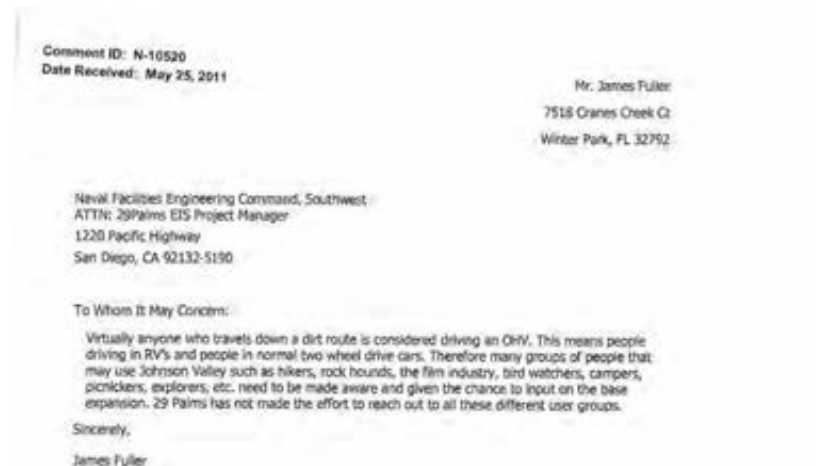 Comment ID: N-10520
Date Received: May 25, 2011
Mr. James Fuller
7518 Cranes Creek Ct
Winter Park, FL 32792
Naval Facilities Engineering Command, Southwest
ATTN: 29Palms EIS Project Manager
1220 Pacific Highway
San Diego, CA 92132-5190
To Whom It May Concern:
Virtually anyone who travels down a dirt route is considered driving an OHV. This means people
driving in RV's and people in normal two wheel drive cars. Therefore many groups of people that
may use Johnson Valley such as hikers, rock hounds, the film industry, bird watchers, campers,
picnickers, explorers, etc. need to be made aware and given the chance to input on the base
expansion. 29 Palms has not made the effort to reach out to all these different user groups.
Sincerely,
James Fuller